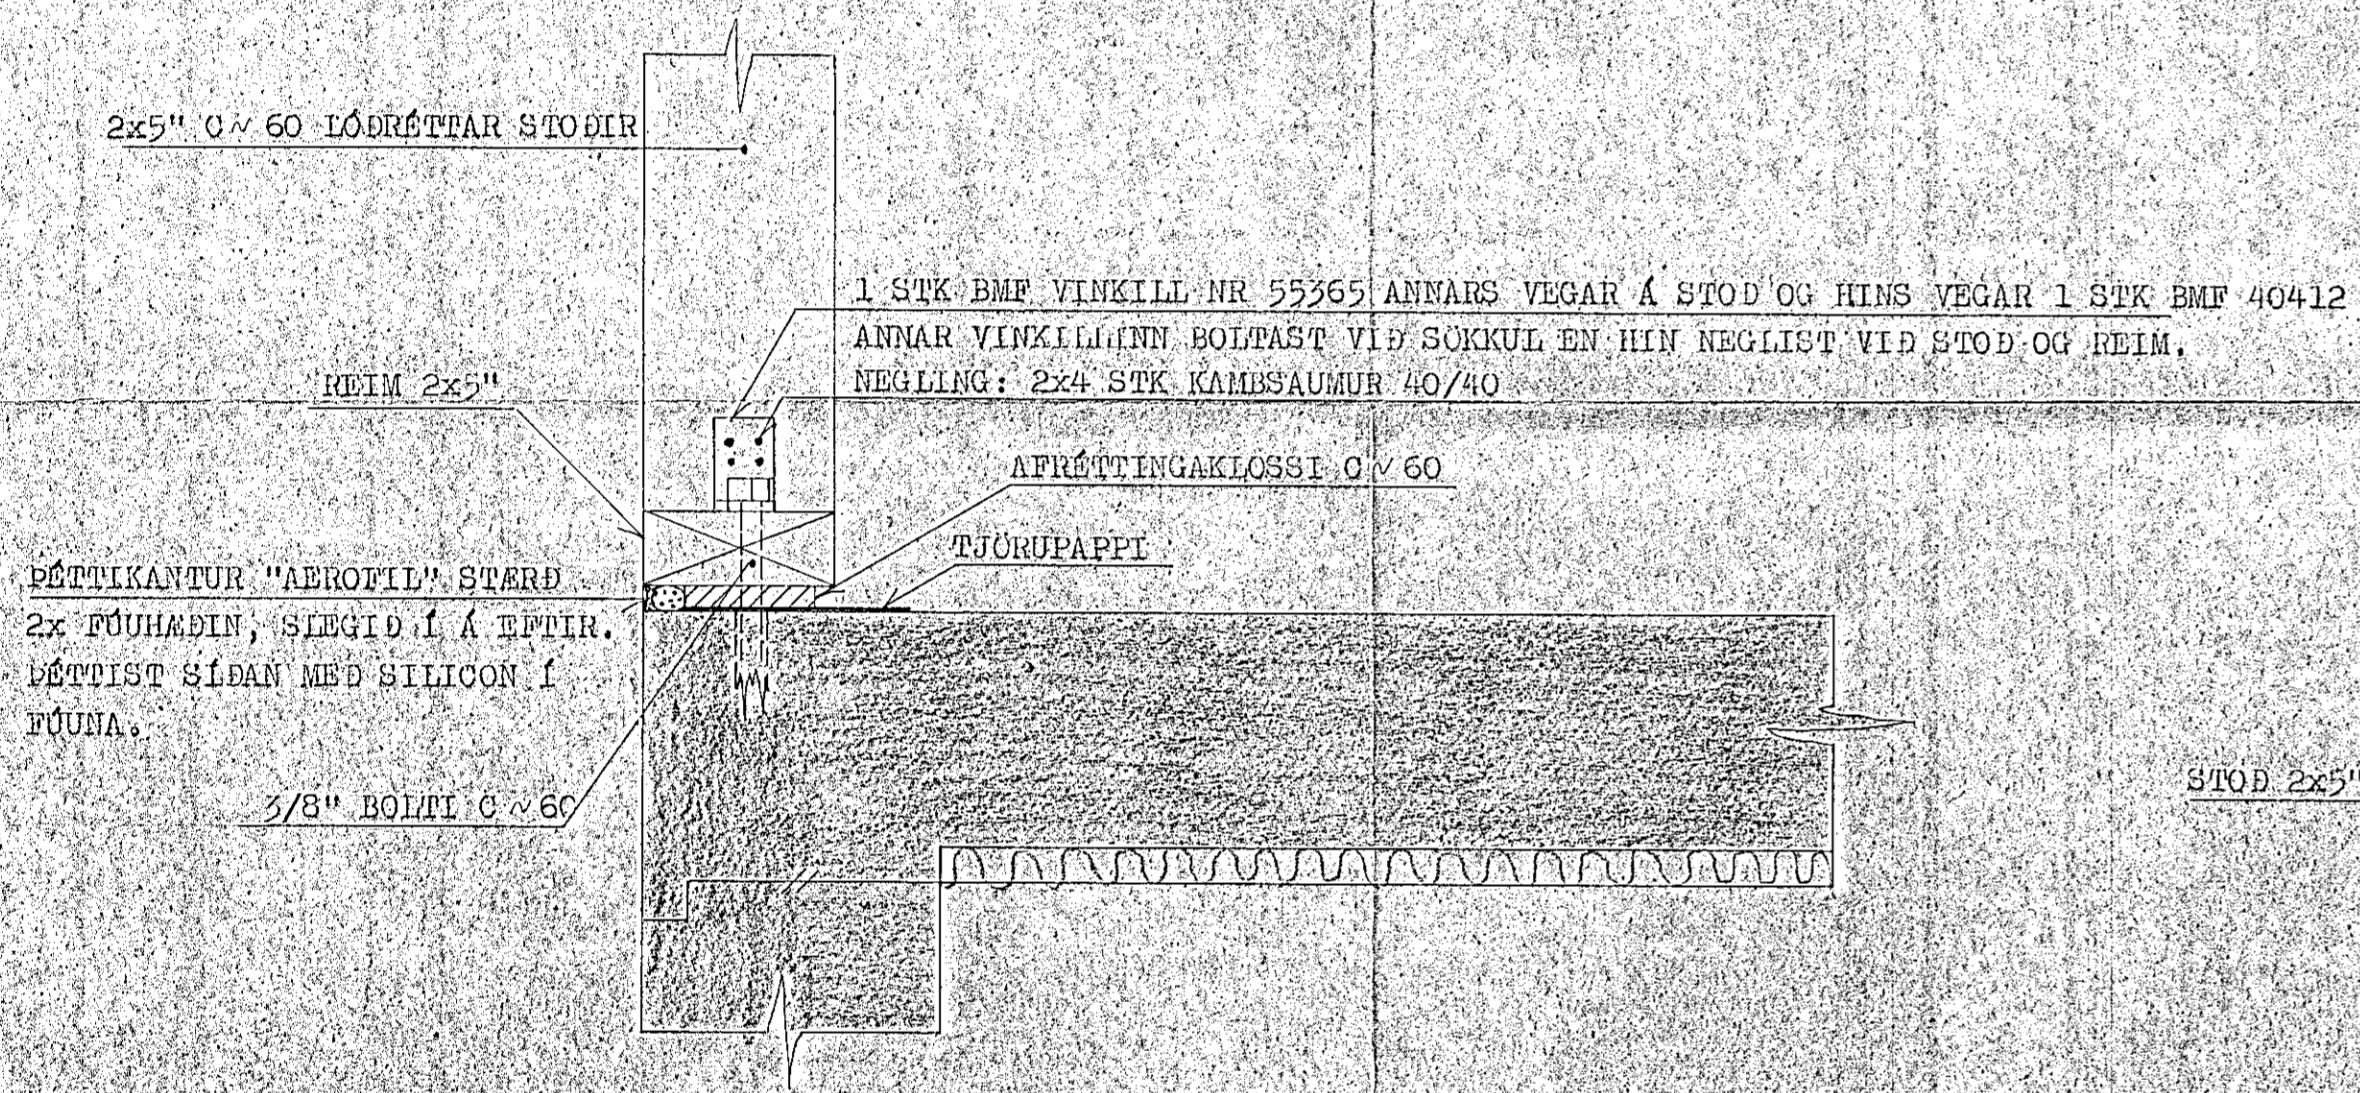 2x5" C~60 LÓÐRÉTTAR STOÐIR
1 STK BMF VINKILL NR 55365 ANNARS VEGAR Á STOÐ OG HINS VEGAR 1 STK BMF 40412
ANNAR VINKILLINN BOLTAST VIÐ SÖKKUL EN HIN NEGLIST VIÐ STOÐ OG REIM.
NEGLING: 2x4 STK KAMBSAUMUR 40/40
REIM 2x5"
AFRÉTTINGAKLOSSI C~60
TJÖRUPAPPI
ÞÉTTIKANTUR "AEROFIL" STÆRÐ
2x FÚUHÆÐIN, SLEGIÐ Í Á EFTIR.
ÞÉTTIST SÍÐAN MEÐ SILICON Í
FÚUNA.
3/8" BOLTI C~60
STOÐ 2x5"